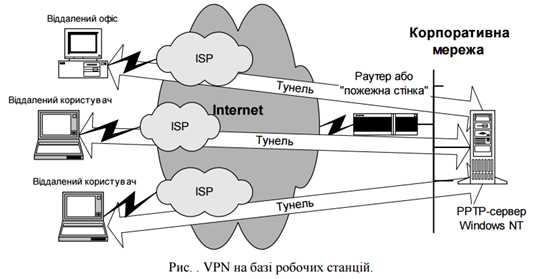 Віддалений офіс
ISP
Корпоративна
мережа
Раутер або
"пожежна стінка"
Тунель
Віддалений користувач
Internet
ISP
Тунель
Віддалений користувач
ISP
Тунель
PPTP-сервер
Windows NT
Рис. . VPN на базі робочих станцій.